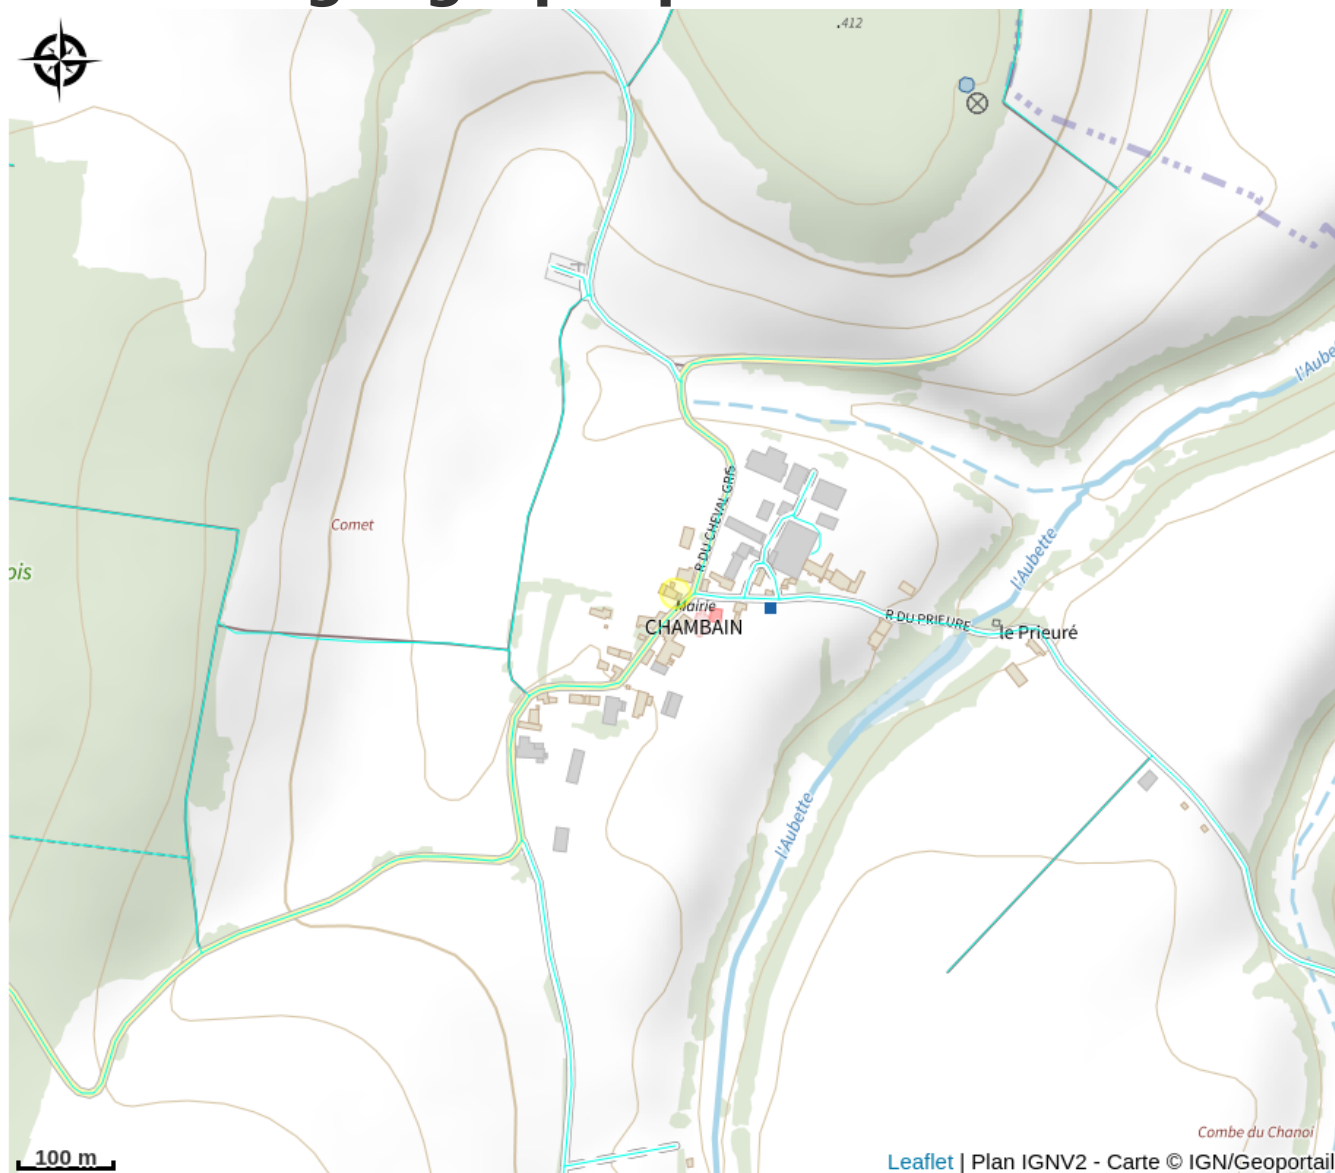 412
l'Aube
R DU CHEVAL GRIS
Comet
l'Aubette
ois
Mairie
CHAMBAIN
R DU PRIEURE
le Prieuré
l'Aubette
Combe du Chanoi
100 m
Leaflet | Plan IGNV2 - Carte © IGN/Geoportail